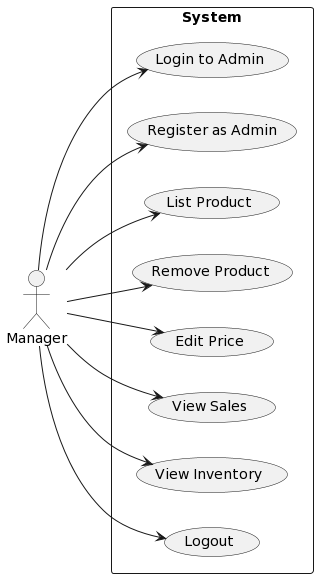 System
Login to Admin
Register as Admin
List Product
Remove Product
Manager
Edit Price
View Sales
View Inventory
Logout